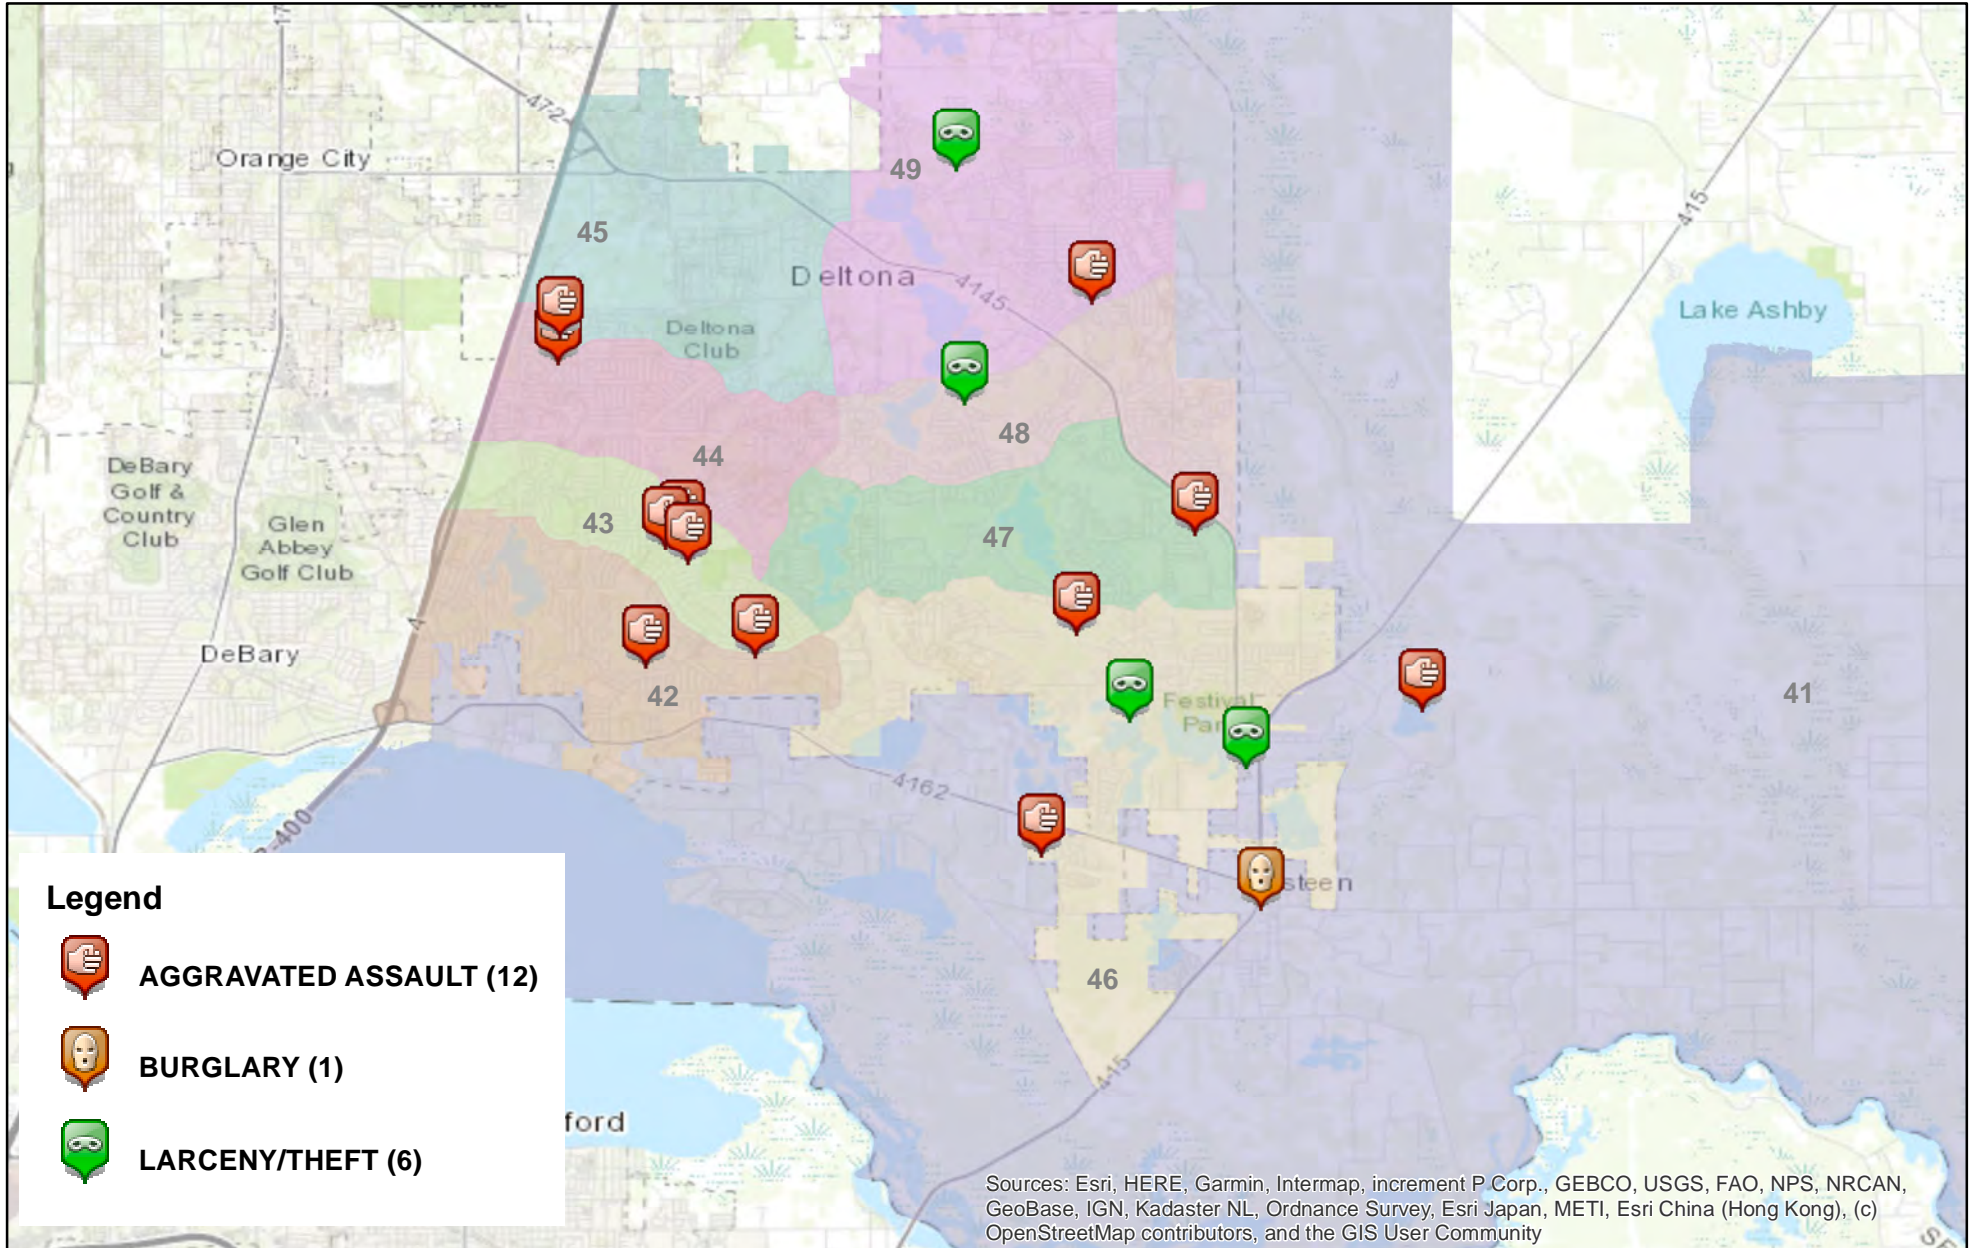 472
Orange City
49
45
415
Deltona
4145
Lake Ashby
Deltona
Club
48
44
DeBary
Golf &
Country
Club
Glen
Abbey
Golf Club
43
47
4
DeBary
42
41
Festival
4162
400
steen
46
415
ford
Legend
AGGRAVATED ASSAULT (12)
BURGLARY (1)
LARCENY/THEFT (6)
Sources: Esri, HERE, Garmin, Intermap, increment P Corp., GEBCO, USGS, FAO, NPS, NRCAN,
GeoBase, IGN, Kadaster NL, Ordnance Survey, Esri Japan, METI, Esri China (Hong Kong), (c)
OpenStreetMap contributors, and the GIS User Community